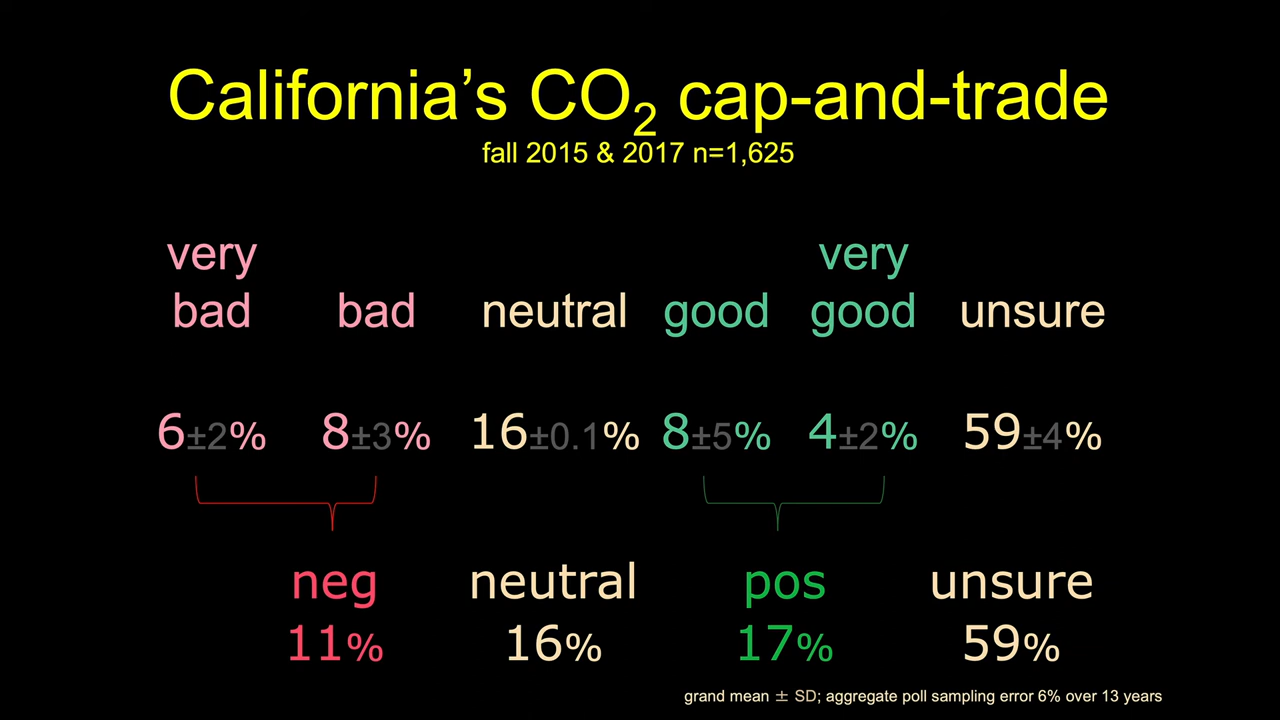 California’s CO₂ cap-and-trade
fall 2015 & 2017 n=1,625
very very
bad bad neutral good good unsure
6±2% 8±3% 16±0.1% 8±5% 4±2% 59±4%
neg neutral pos unsure
11% 16% 17% 59%
grand mean ± SD; aggregate poll sampling error 6% over 13 years